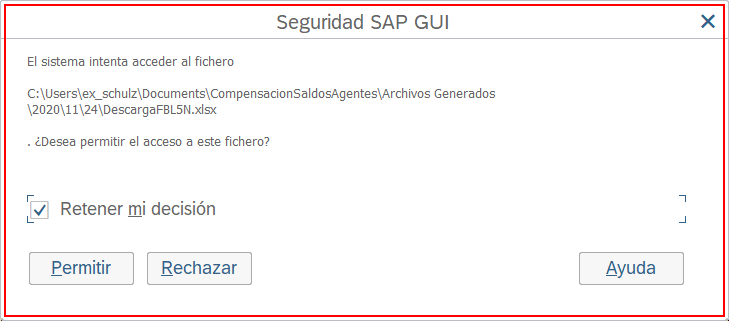 Seguridad SAP GUI
El sistema intenta acceder al fichero
C:\Users\ex_schulz\Documents\CompensacionSaldosAgentes\Archivos Generados
\2020\11\24\DescargaFBL5N.xlsx
. ¿Desea permitir el acceso a este fichero?
Retener mi decisión
Permitir Rechazar Ayuda